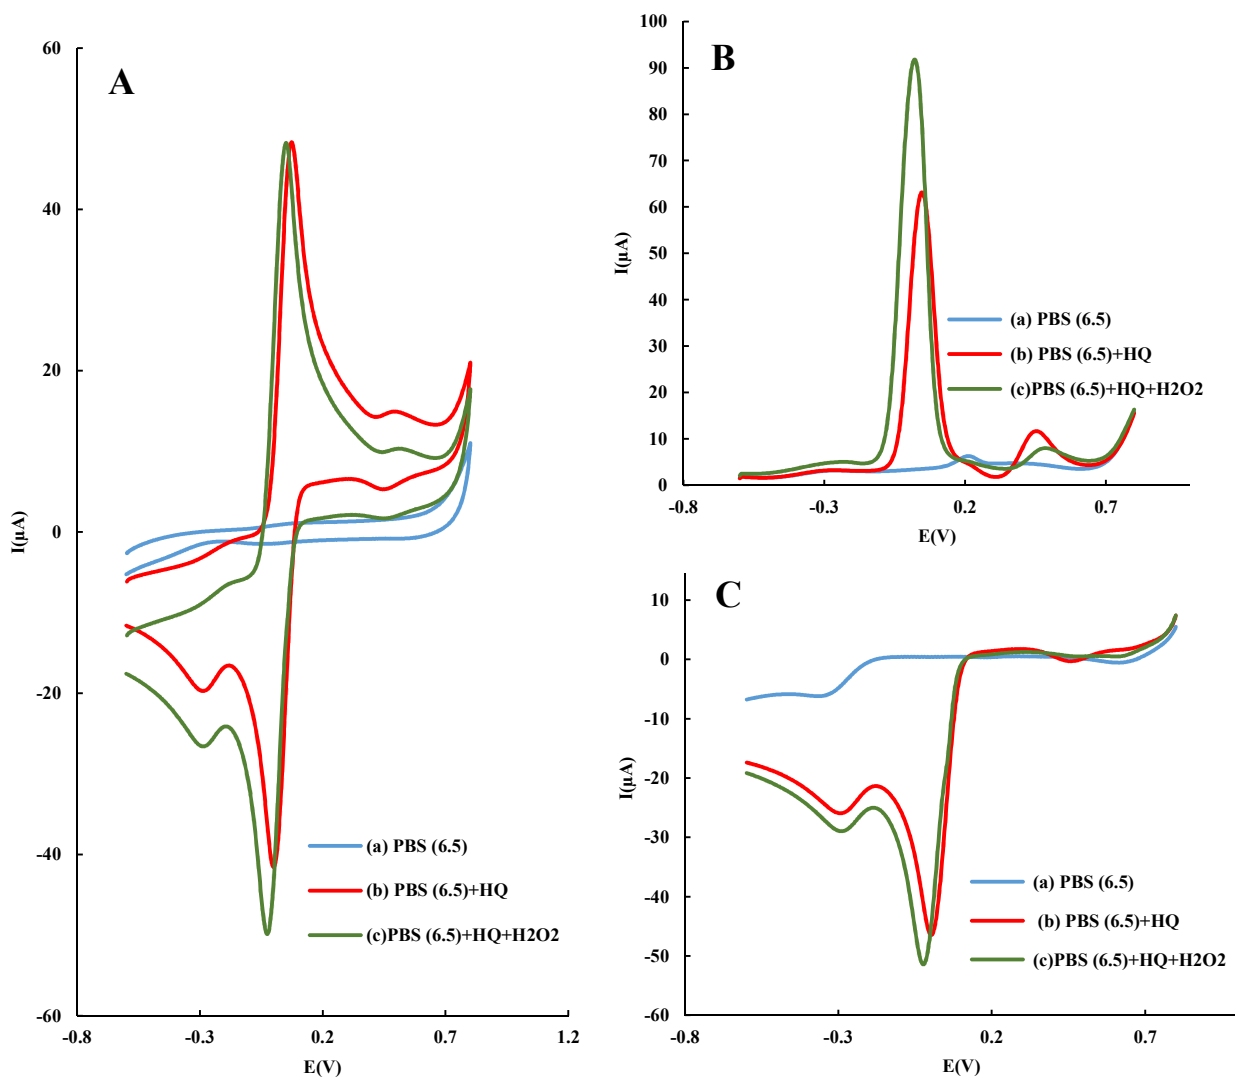 A
60
40
20
0
-20
-40
-60
-0.8
-0.3
0.2
0.7
1.2
I(µA)
E(V)
(a) PBS (6.5)
(b) PBS (6.5)+HQ
(c)PBS (6.5)+HQ+H2O2
B
100
90
80
70
60
50
40
30
20
10
0
-0.8
-0.3
0.2
0.7
I(µA)
E(V)
(a) PBS (6.5)
(b) PBS (6.5)+HQ
(c)PBS (6.5)+HQ+H2O2
C
10
0
-10
-20
-30
-40
-50
-60
-0.8
-0.3
0.2
0.7
I(µA)
E(V)
(a) PBS (6.5)
(b) PBS (6.5)+HQ
(c)PBS (6.5)+HQ+H2O2